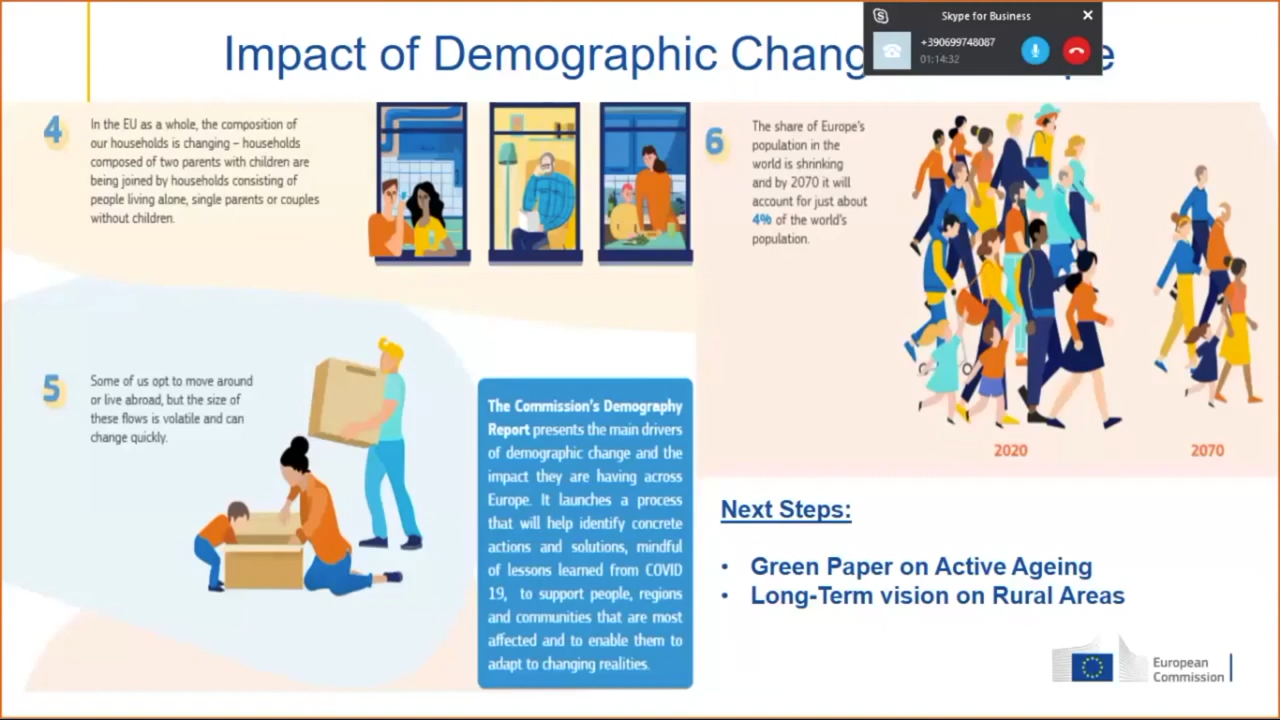 Impact of Demographic Chang
pe
Skype for Business
+390699748087
01:14:32
4
In the EU as a whole, the composition of
our households is changing – households
composed of two parents with children are
being joined by households consisting of
people living alone, single parents or couples
without children.
5
Some of us opt to move around
or live abroad, but the size of
these flows is volatile and can
change quickly.
The Commission's Demography
Report presents the main drivers
of demographic change and the
impact they are having across
Europe. It launches a process
that will help identify concrete
actions and solutions, mindful
of lessons learned from COVID
19, to support people, regions
and communities that are most
affected and to enable them to
adapt to changing realities.
6
The share of Europe's
population in the
world is shrinking
and by 2070 it will
account for just about
4% of the world's
population.
2020
2070
Next Steps:
• Green Paper on Active Ageing
• Long-Term vision on Rural Areas
European
Commission